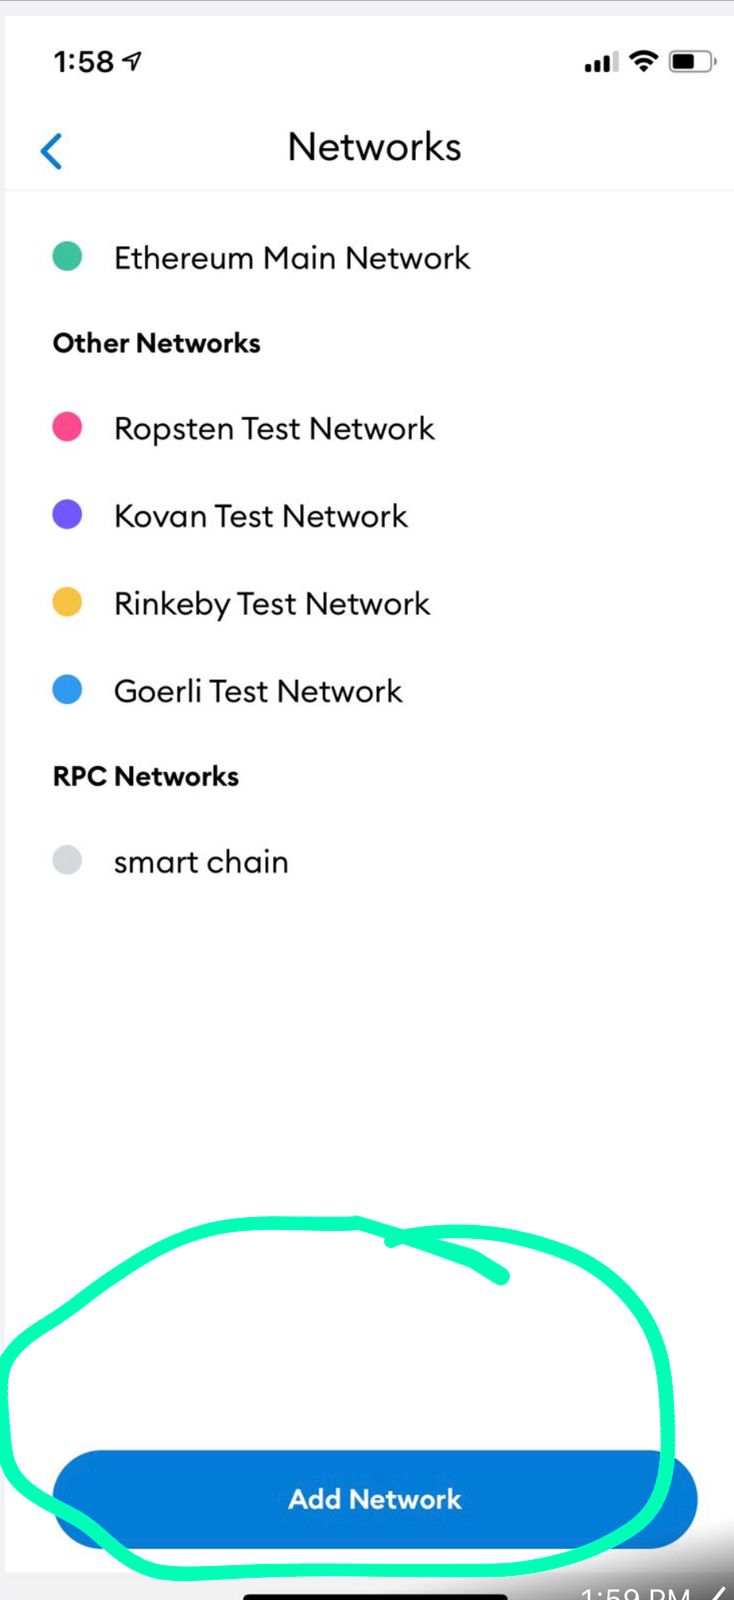 1:58
Networks
Ethereum Main Network
Other Networks
Ropsten Test Network
Kovan Test Network
Rinkeby Test Network
Goerli Test Network
RPC Networks
smart chain
Add Network
1:59 PM